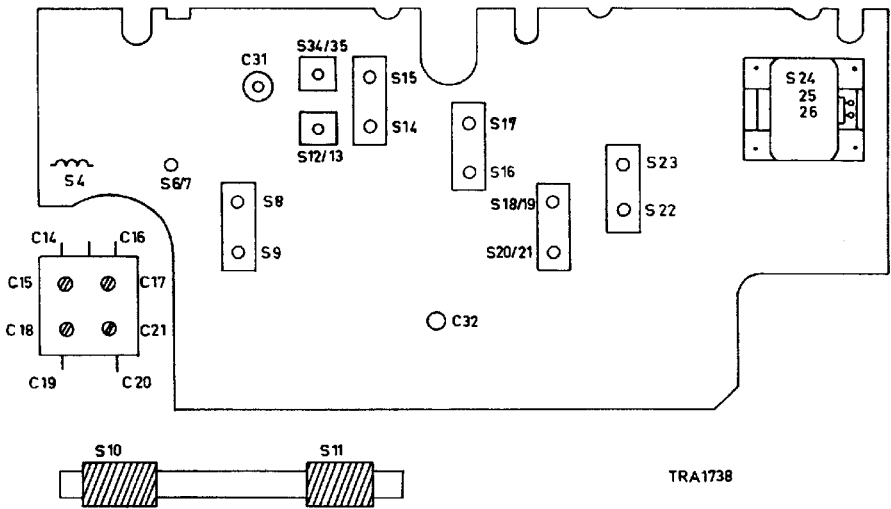 S34/35
C31
S15
S24
25
26
S14
S17
S12/13
S23
S16
S4
S6/7
S8
S18/19
S22
C14
C16
S9
S20/21
C15
C17
C18
C21
C32
C19
C20
S10
S11
TRA1738